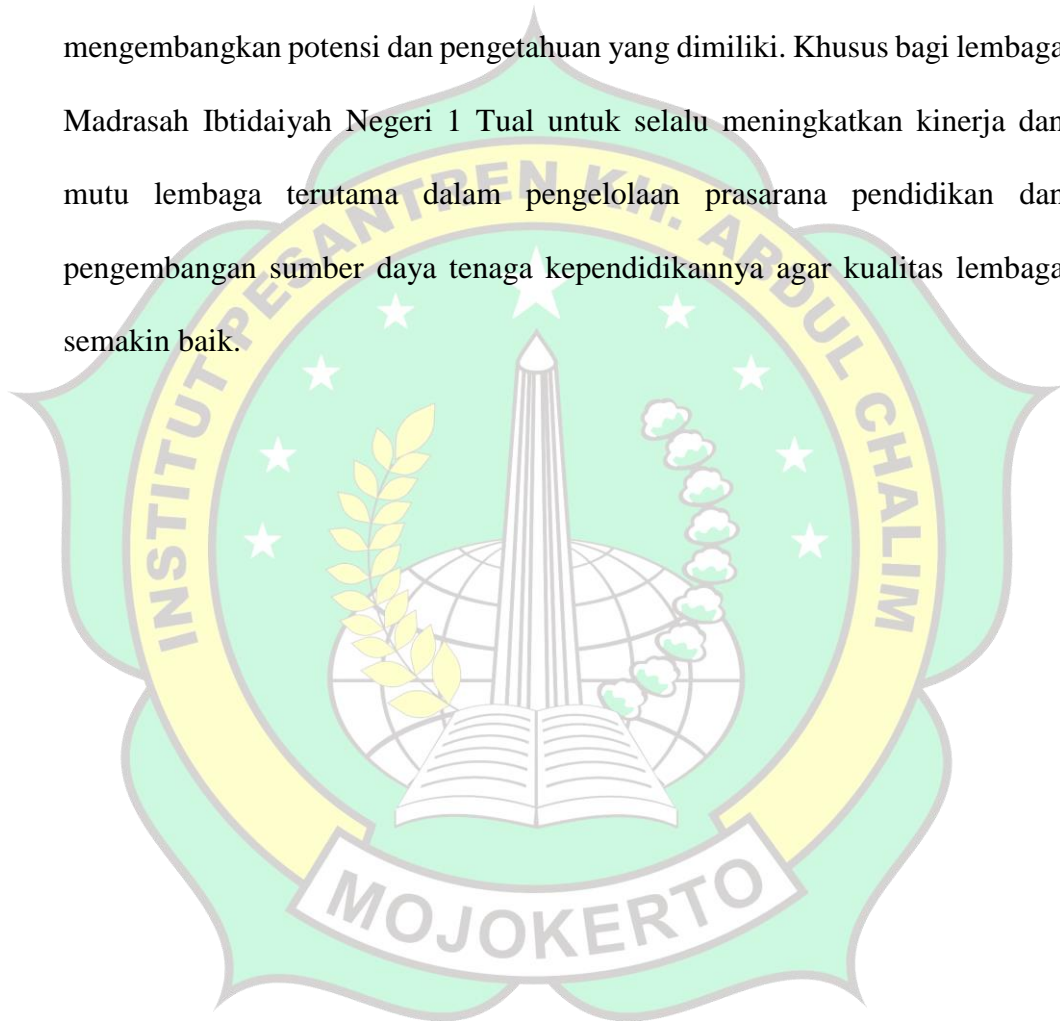 mengembangkan potensi dan pengetahuan yang dimiliki. Khusus bagi lembaga
Madrasah Ibtidaiyah Negeri 1 Tual untuk selalu meningkatkan kinerja dan
mutu lembaga terutama dalam pengelolaan prasarana pendidikan dan
pengembangan sumber daya tenaga kependidikannya agar kualitas lembaga
semakin baik.
INSTITUT PESANTREN KH. ABDUL CHALIM
MOJOKERTO